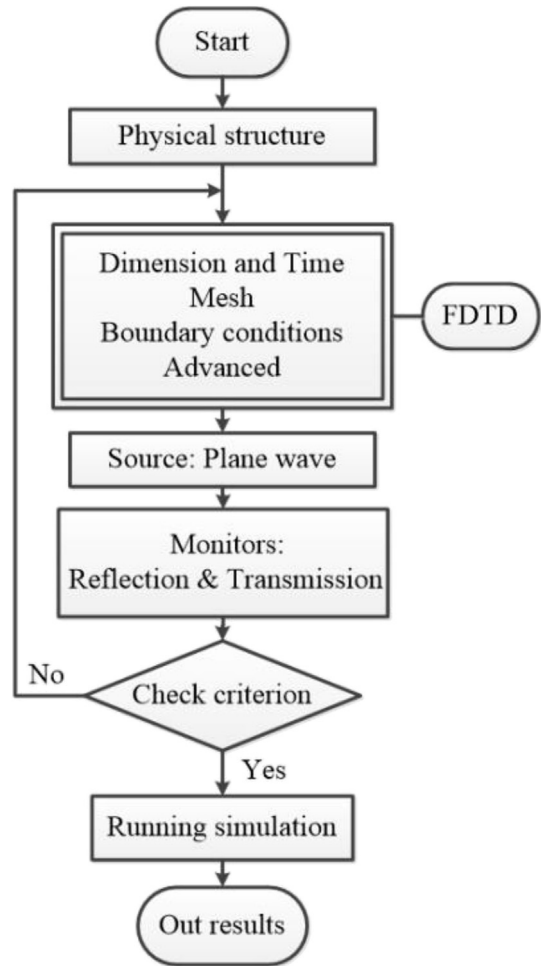 Start
Physical structure
Dimension and Time
Mesh
Boundary conditions
Advanced
FDTD
Source: Plane wave
Monitors:
Reflection & Transmission
No
Check criterion
Yes
Running simulation
Out results